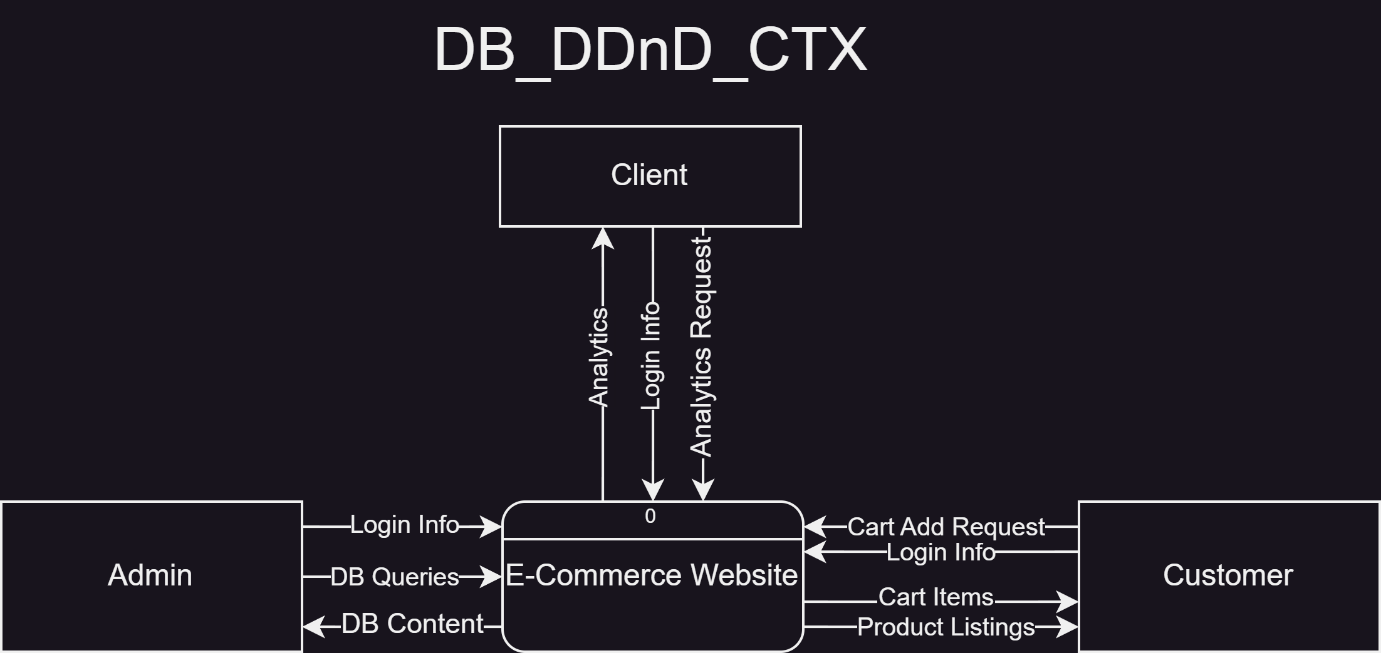 DB_DDnD_CTX
Client
Analytics
Login Info
Analytics Request
0
Login Info
Cart Add Request
Login Info
Admin
DB Queries
E-Commerce Website
Customer
Cart Items
DB Content
Product Listings